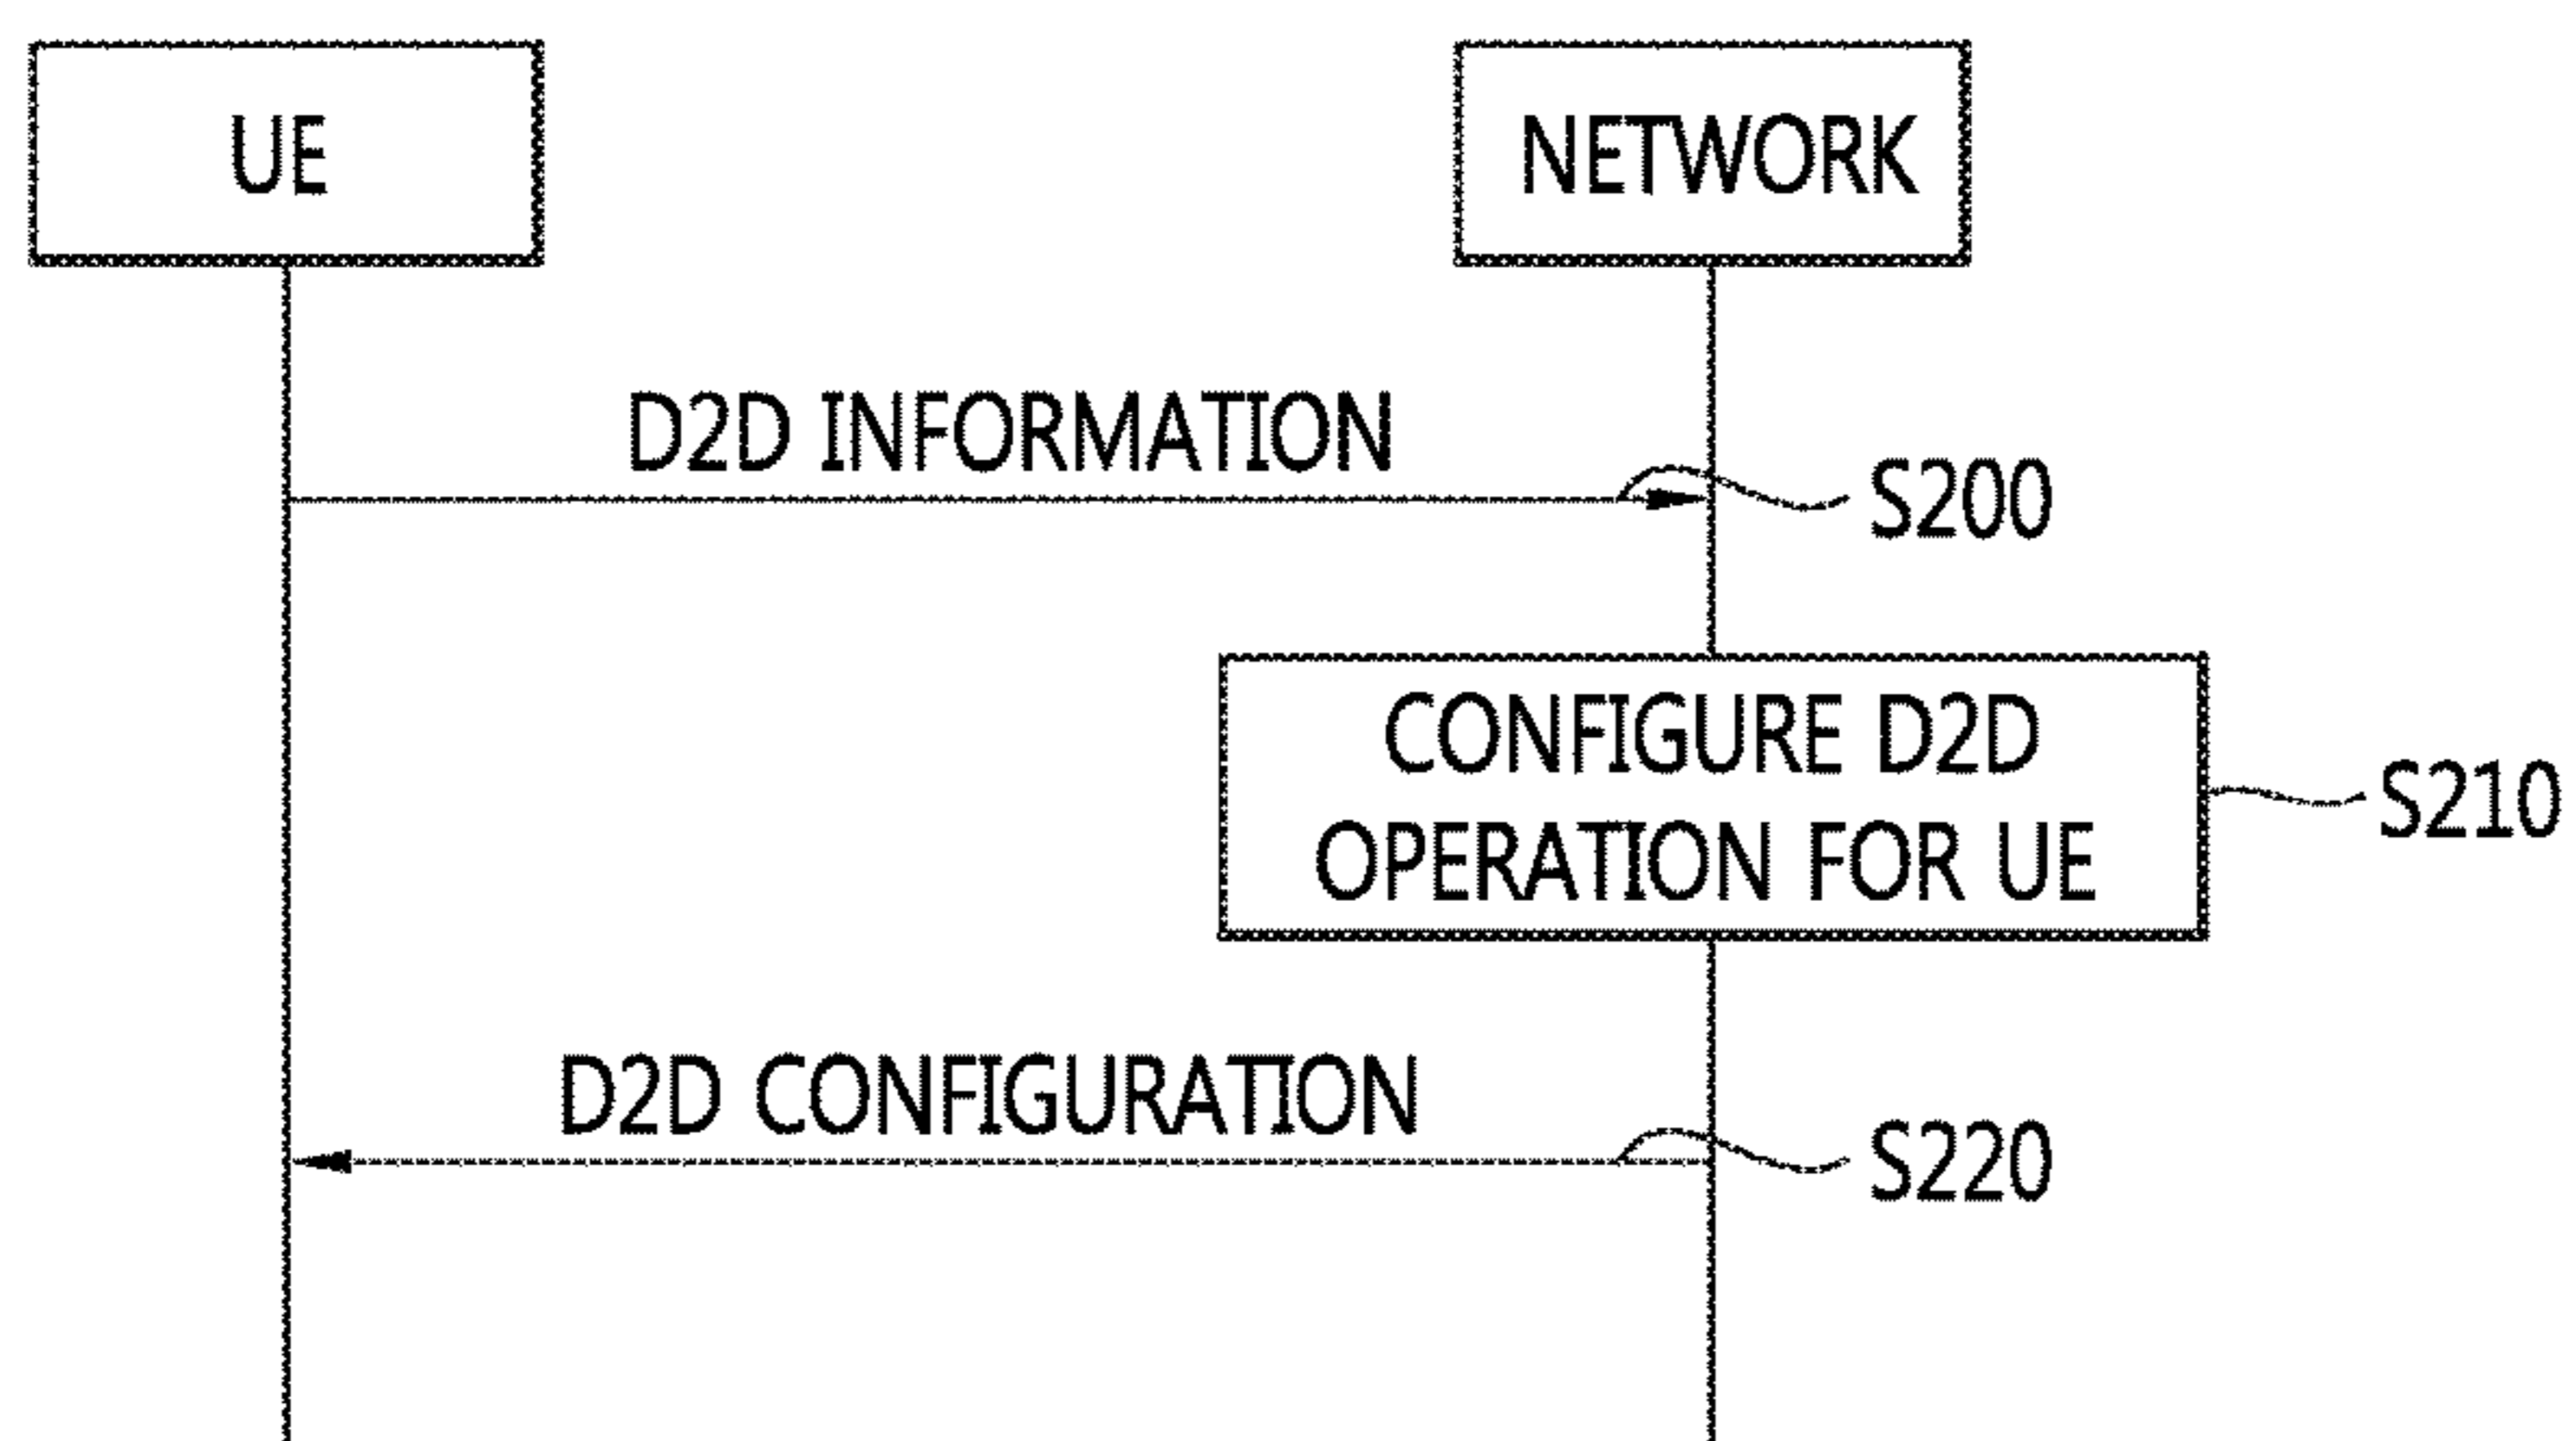 UE
NETWORK
D2D INFORMATION
S200
CONFIGURE D2D
OPERATION FOR UE
S210
D2D CONFIGURATION
S220